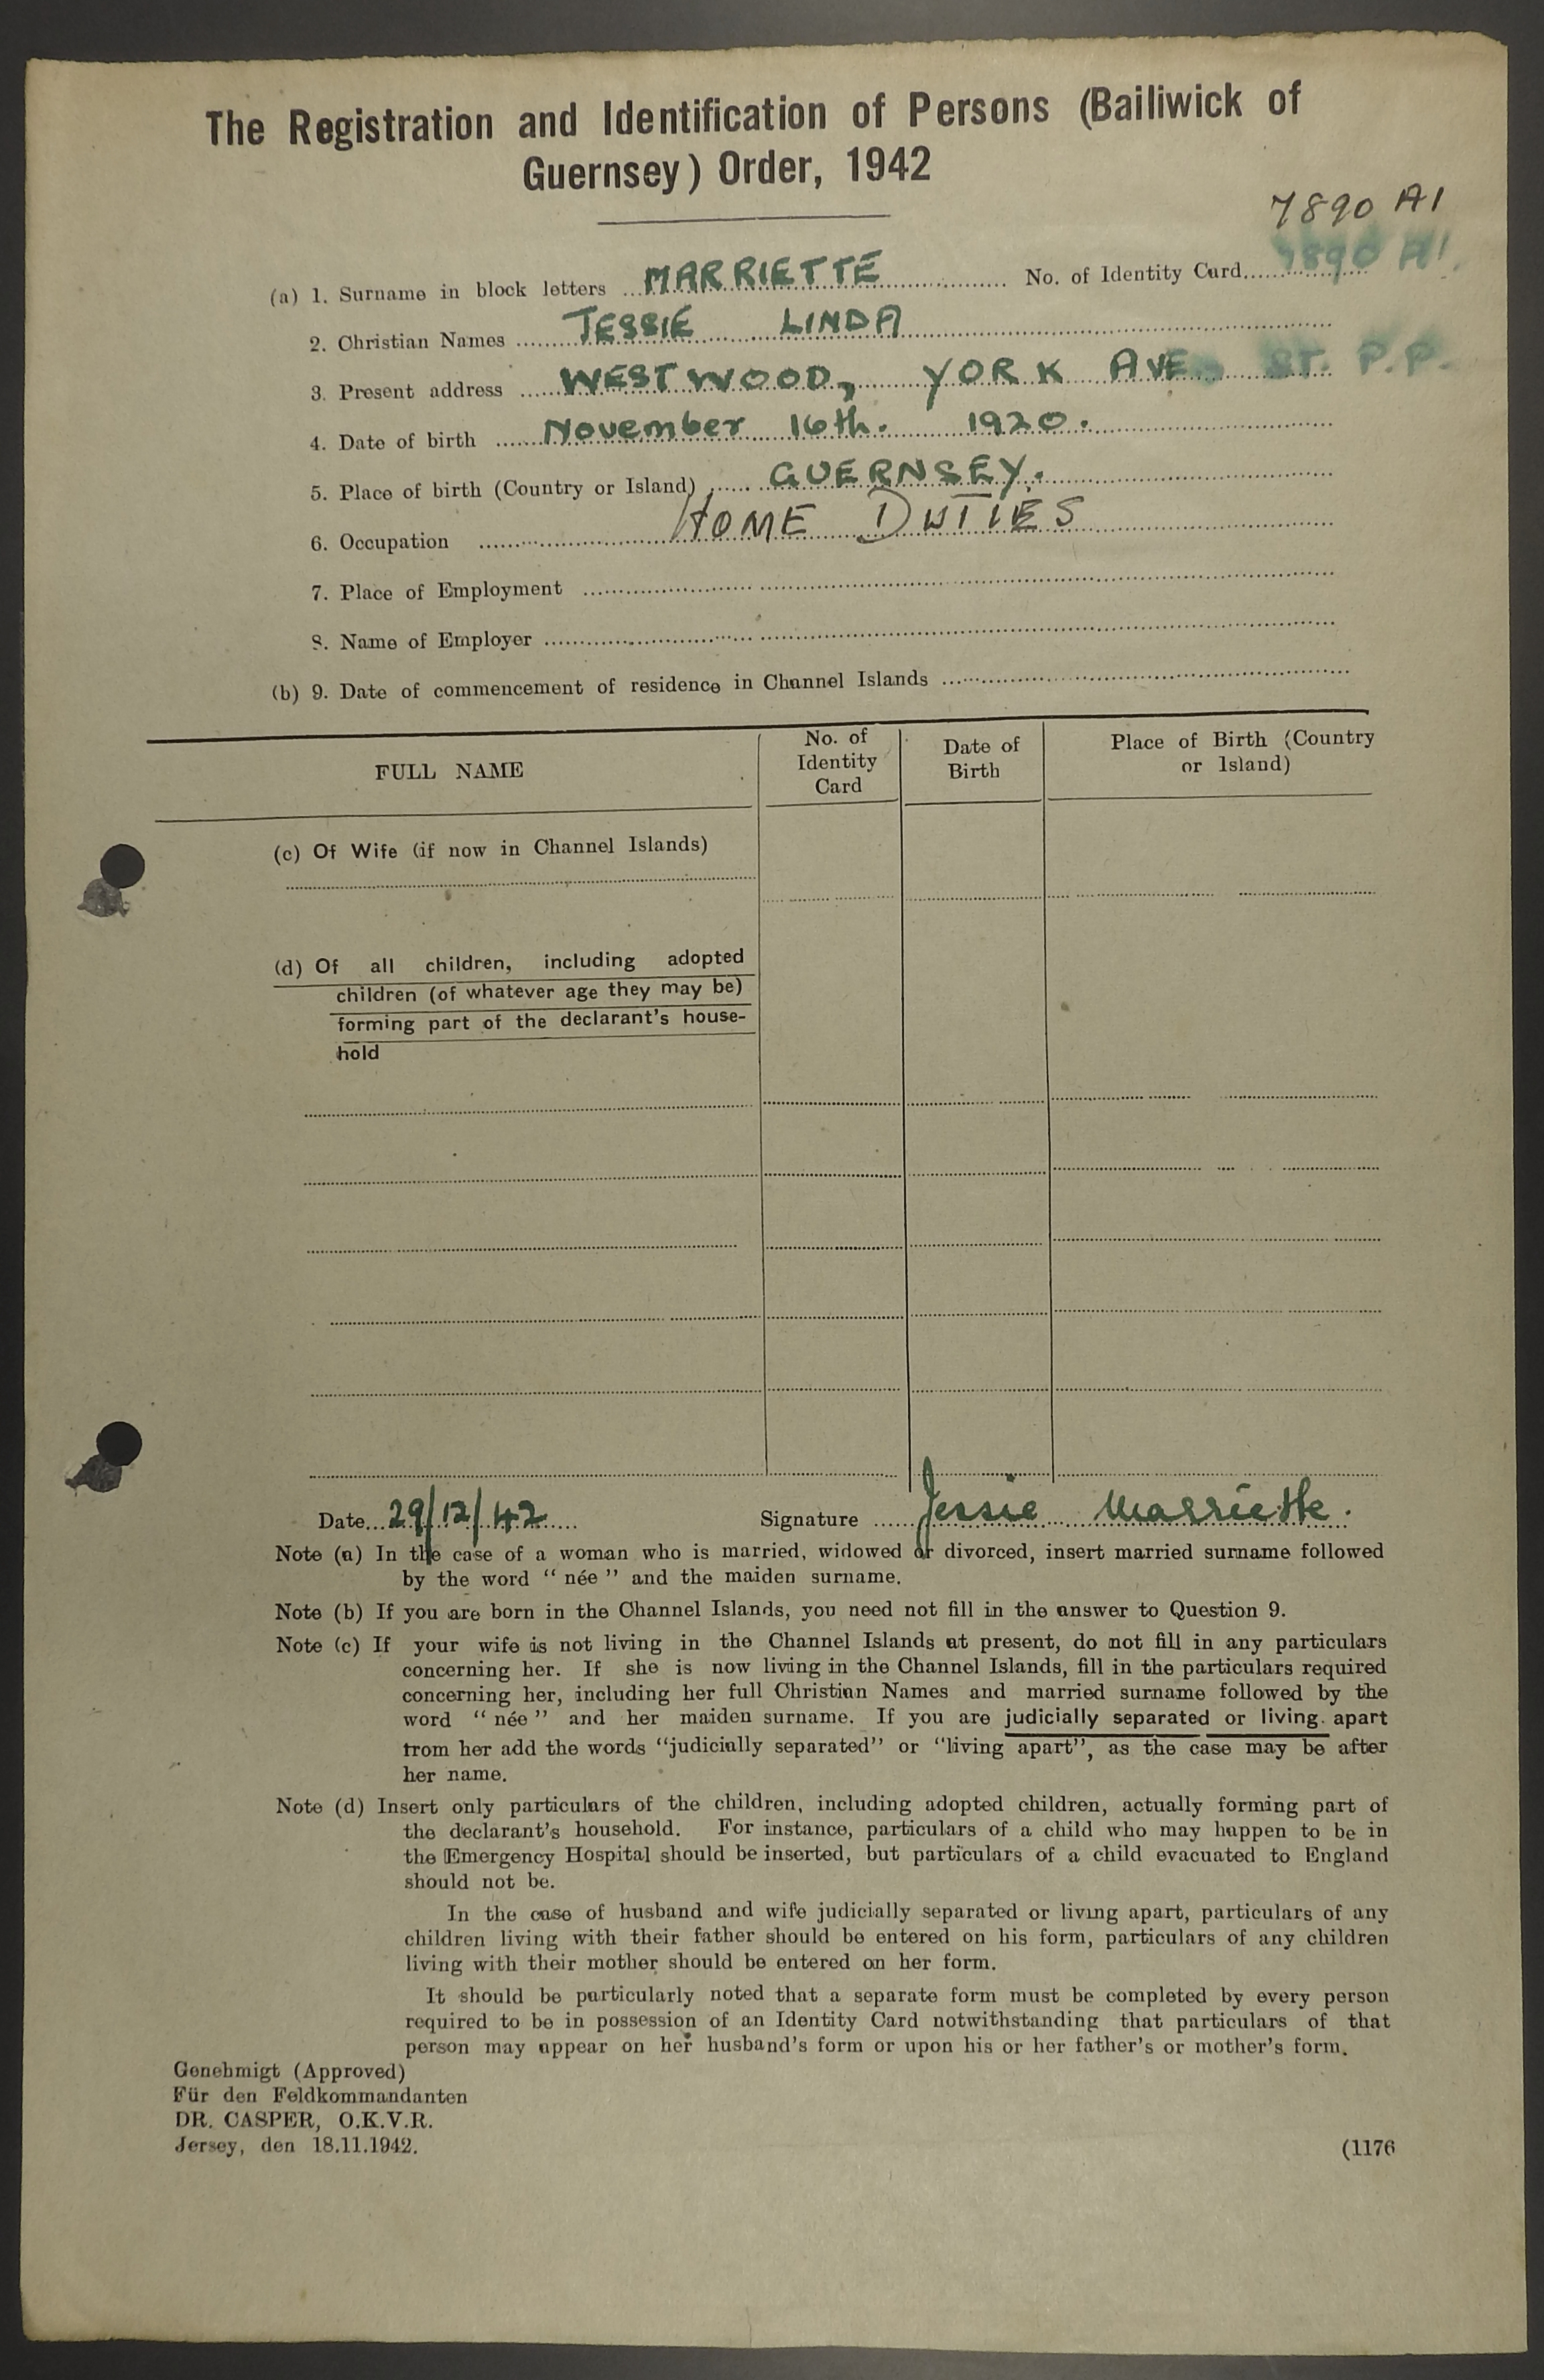 The Registration and Identification of Persons (Bailiwick of
Guernsey) Order, 1942
7890 A1
(a) 1. Surname in block letters MARRIETTE No. of Identity Card 7890 A1.
2. Christian Names JESSIE LINDA
3. Present address WESTWOOD, YORK AVE ST. P.P.
4. Date of birth November 16th. 1920.
5. Place of birth (Country or Island) GUERNSEY.
6. Occupation HOME DUTIES
7. Place of Employment
8. Name of Employer
(b) 9. Date of commencement of residence in Channel Islands
FULL NAME
No. of
Identity
Card
Date of
Birth
Place of Birth (Country
or Island)
(c) Of Wife (if now in Channel Islands)
(d) Of all children, including adopted
children (of whatever age they may be)
forming part of the declarant's house-
hold
Date 29/12/42 Signature Jessie Marriette.
Note (a) In the case of a woman who is married, widowed or divorced, insert married surname followed
by the word "née" and the maiden surname.
Note (b) If you are born in the Channel Islands, you need not fill in the answer to Question 9.
Note (c) If your wife is not living in the Channel Islands at present, do not fill in any particulars
concerning her. If she is now living in the Channel Islands, fill in the particulars required
concerning her, including her full Christian Names and married surname followed by the
word "née" and her maiden surname. If you are judicially separated or living apart
from her add the words "judicially separated" or "living apart", as the case may be after
her name.
Note (d) Insert only particulars of the children, including adopted children, actually forming part of
the declarant's household. For instance, particulars of a child who may happen to be in
the Emergency Hospital should be inserted, but particulars of a child evacuated to England
should not be.
In the case of husband and wife judicially separated or living apart, particulars of any
children living with their father should be entered on his form, particulars of any children
living with their mother should be entered on her form.
It should be particularly noted that a separate form must be completed by every person
required to be in possession of an Identity Card notwithstanding that particulars of that
person may appear on her husband's form or upon his or her father's or mother's form.
Genehmigt (Approved)
Für den Feldkommandanten
DR. CASPER, O.K.V.R.
Jersey, den 18.11.1942.
(1176